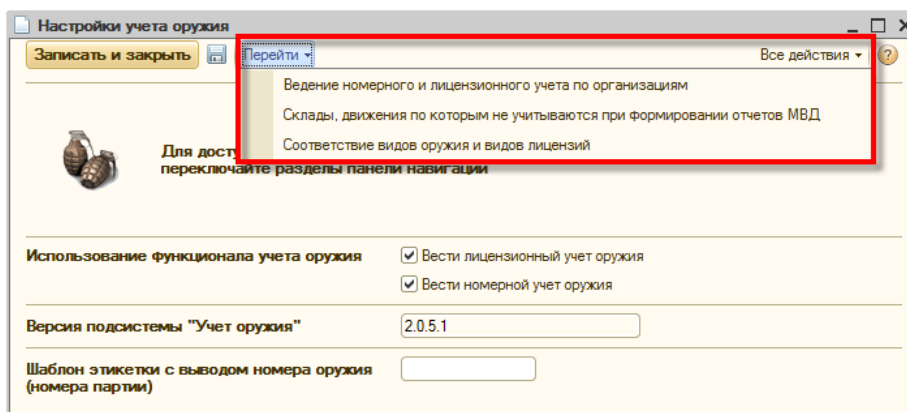 Настройки учета оружия
Записать и закрыть Перейти Все действия ?
Ведение номерного и лицензионного учета по организациям
Склады, движения по которым не учитываются при формировании отчетов МВД
Соответствие видов оружия и видов лицензий
Для дост
переключайте разделы панели навигации
Использование функционала учета оружия
Вести лицензионный учет оружия
Вести номерной учет оружия
Версия подсистемы "Учет оружия" 2.0.5.1
Шаблон этикетки с выводом номера оружия
(номера партии)